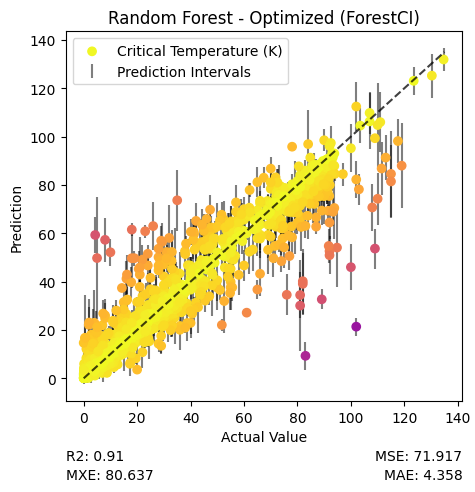 Random Forest - Optimized (ForestCI)
Critical Temperature (K)
Prediction Intervals
140
120
100
80
60
40
20
0
Prediction
0 20 40 60 80 100 120 140
Actual Value
R2: 0.91 MSE: 71.917
MXE: 80.637 MAE: 4.358